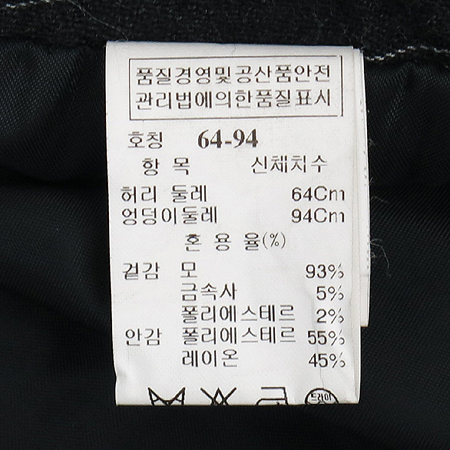 품질경영및공산품안전
관리법에의한품질표시
호칭 64-94
항 목 신체치수
허리 둘레 64Cm
엉덩이둘레 94Cm
혼 용 율(%)
겉감 모 93%
금속사 5%
폴리에스테르 2%
안감 폴리에스테르 55%
레이온 45%
드라이